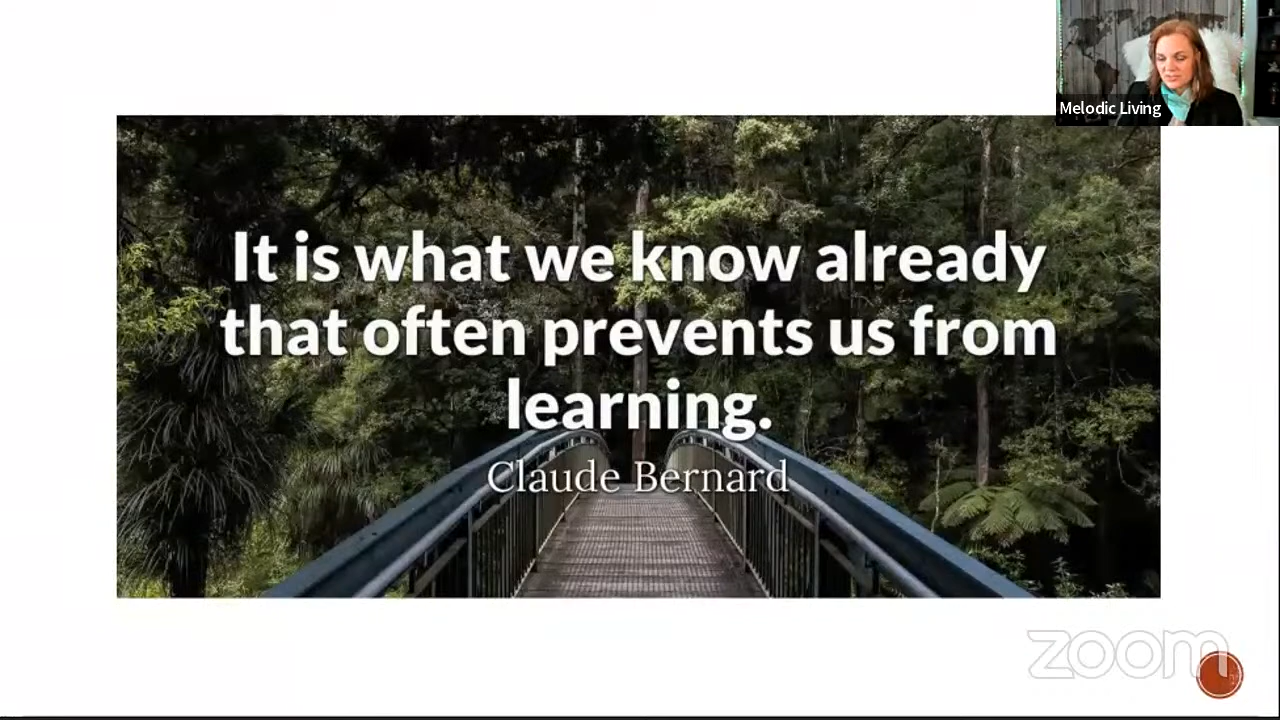 Melodic Living
It is what we know already
that often prevents us from
learning.
Claude Bernard
zoom